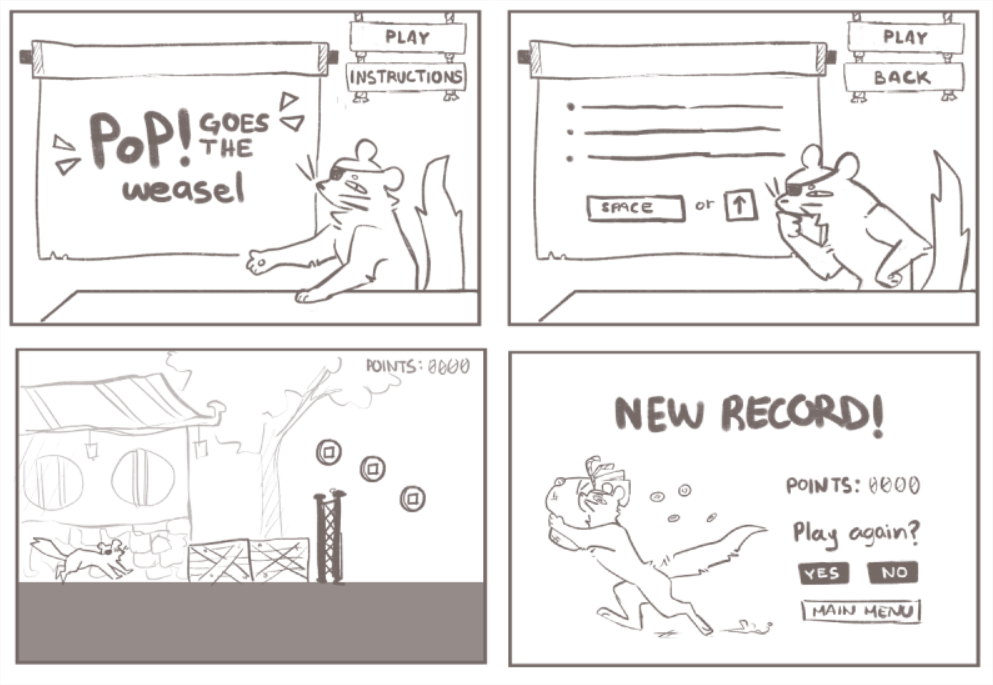 PLAY
INSTRUCTIONS
PoP! GOES
THE
weasel
PLAY
BACK
SPACE or ↑
POINTS: 0000
NEW RECORD!
POINTS: 0000
Play again?
YES NO
MAIN MENU